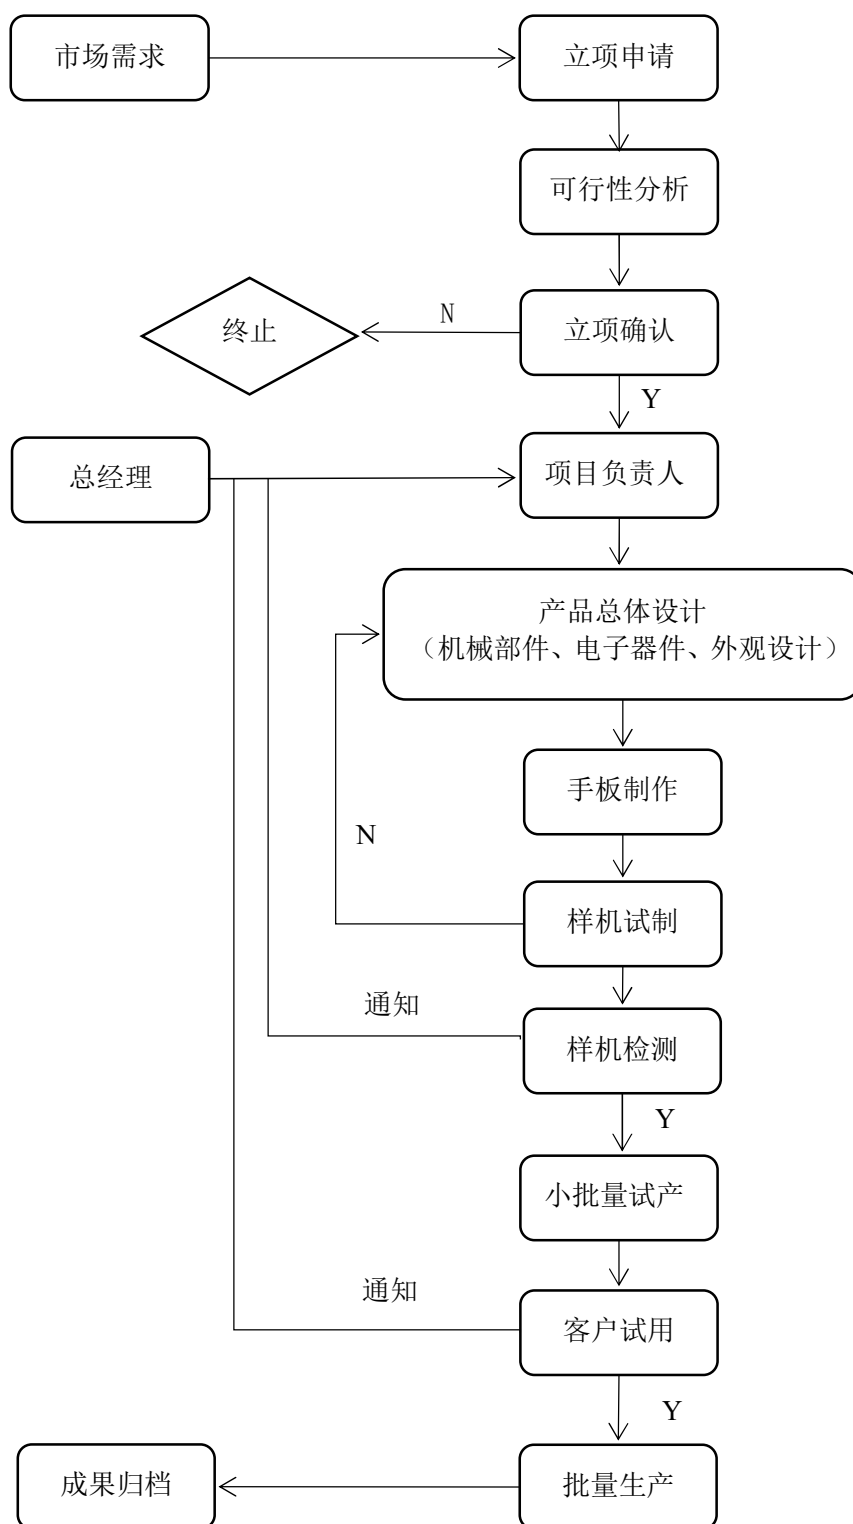 市场需求
立项申请
可行性分析
终止
N
立项确认
Y
总经理
项目负责人
产品总体设计
（机械部件、电子器件、外观设计）
手板制作
N
样机试制
通知
样机检测
Y
小批量试产
通知
客户试用
Y
成果归档
批量生产